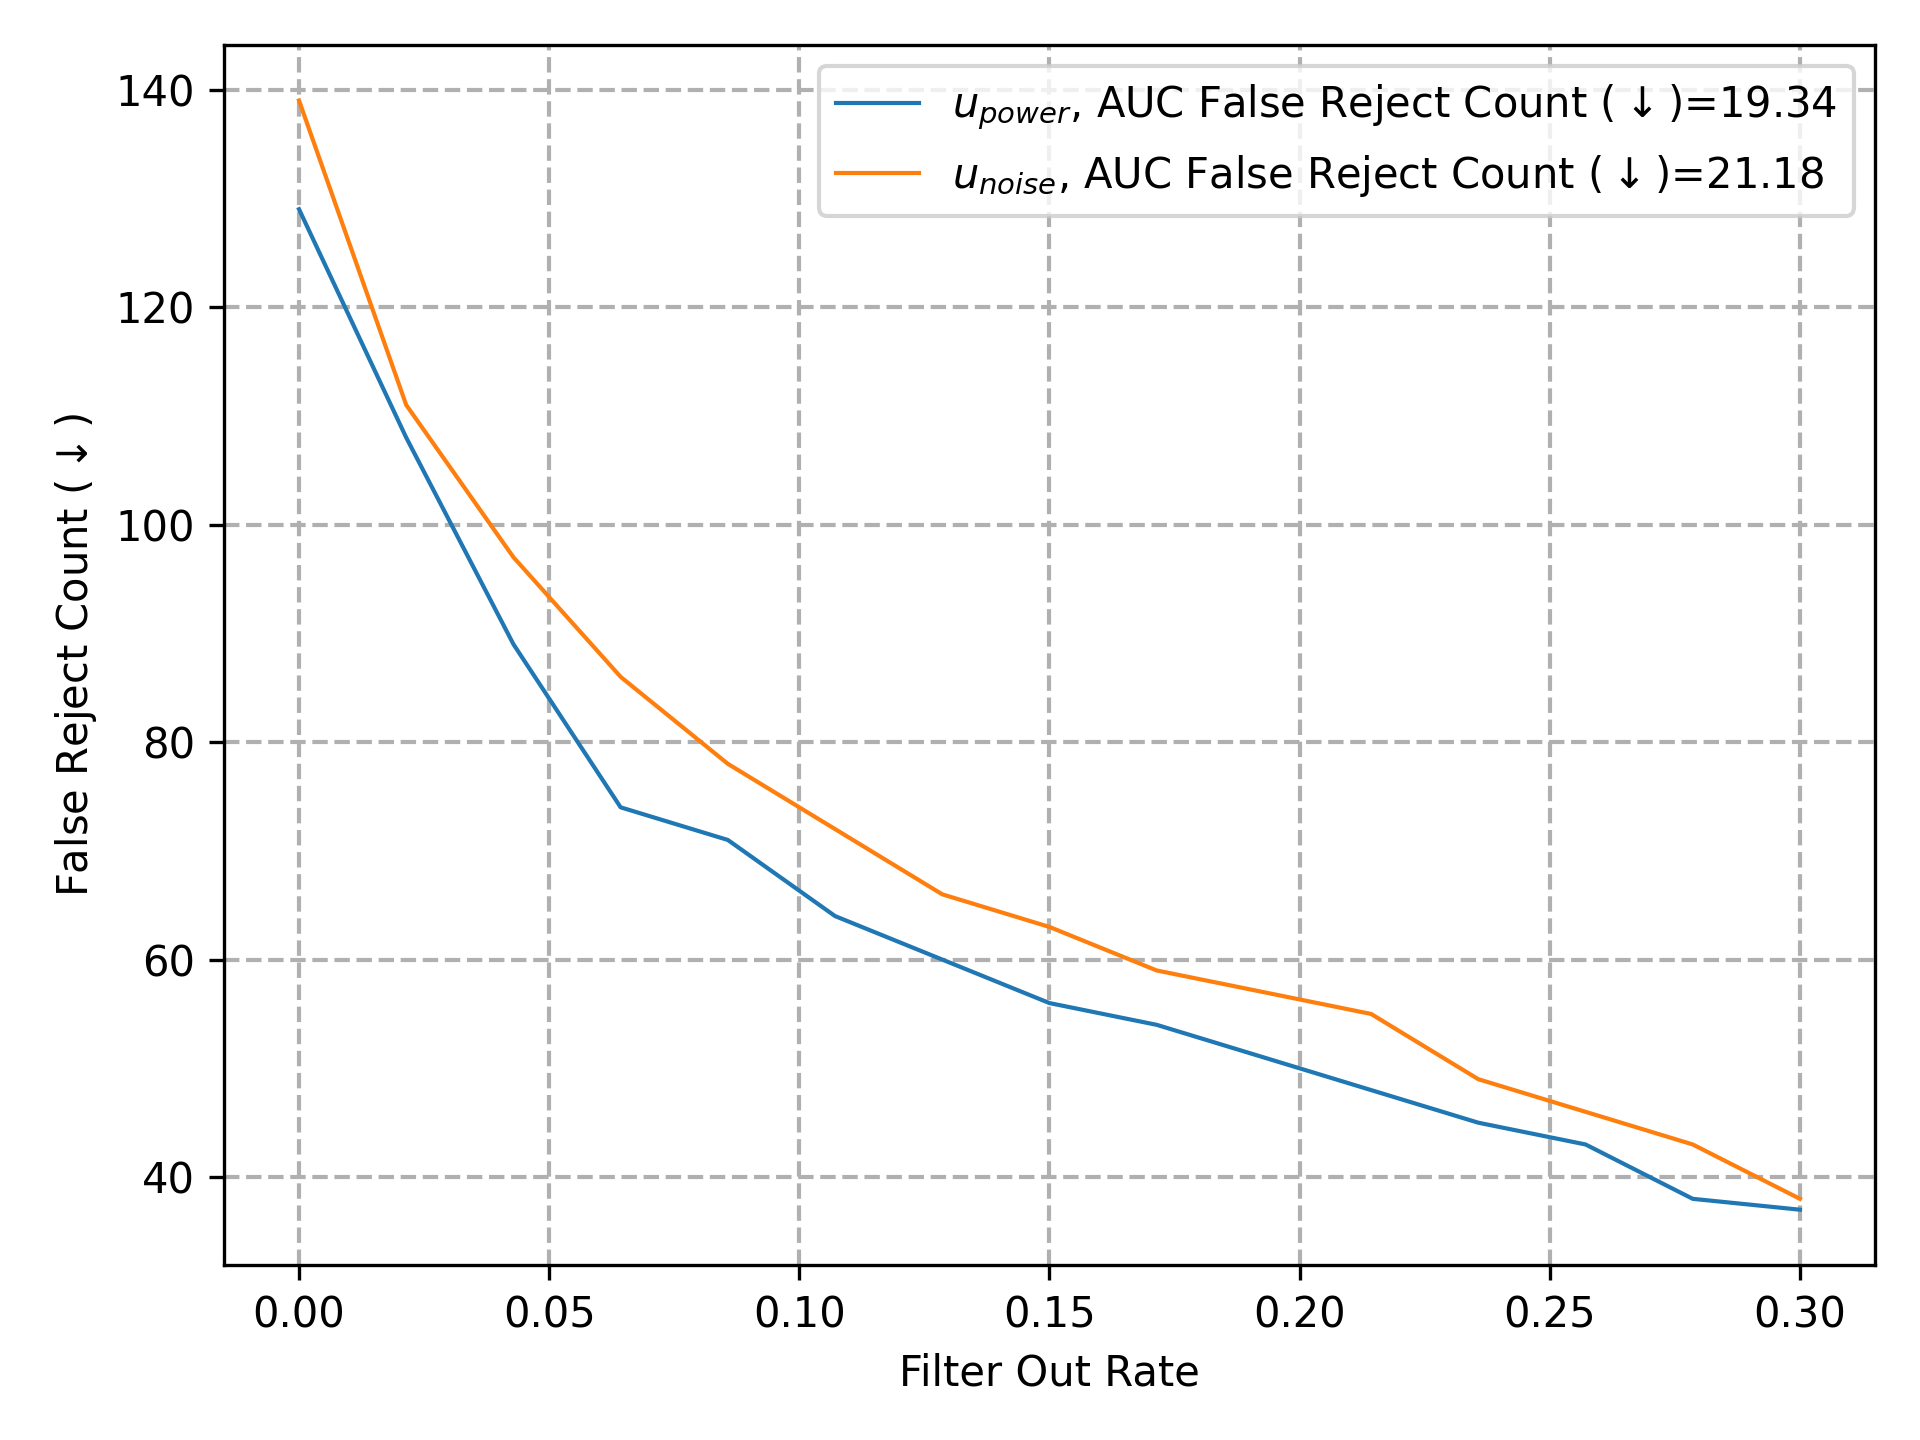 140
120
100
80
60
40
False Reject Count (↓)
u_power, AUC False Reject Count (↓)=19.34
u_noise, AUC False Reject Count (↓)=21.18
0.00 0.05 0.10 0.15 0.20 0.25 0.30
Filter Out Rate